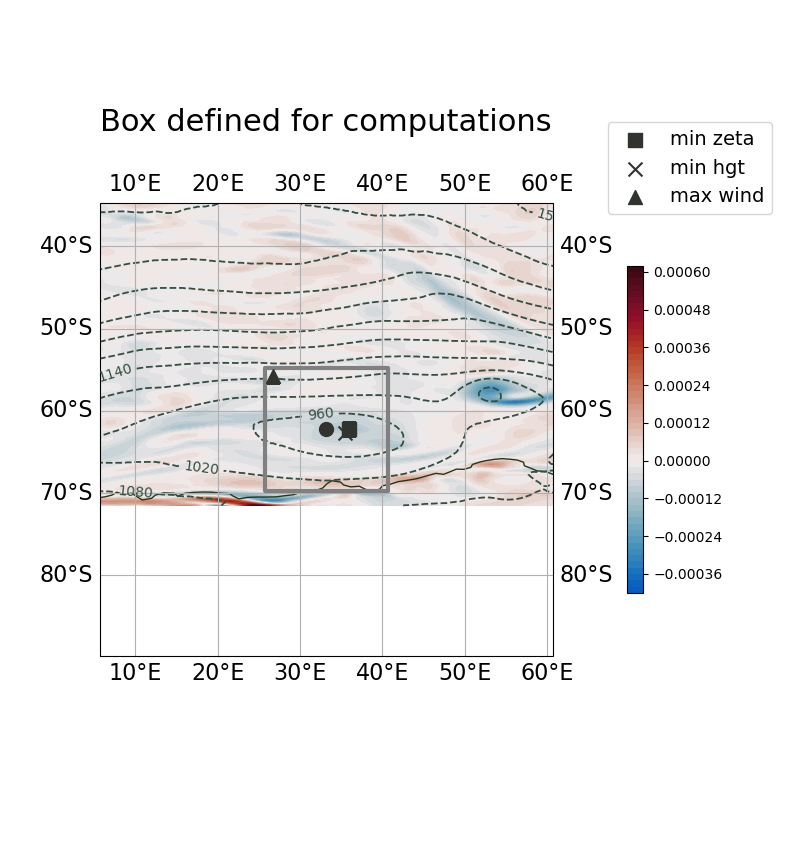 Box defined for computations
min zeta
min hgt
max wind
10°E 20°E 30°E 40°E 50°E 60°E
40°S 40°S
50°S 50°S
60°S 60°S
70°S 70°S
80°S 80°S
10°E 20°E 30°E 40°E 50°E 60°E
15
1140
960
1020
1080
0.00060
0.00048
0.00036
0.00024
0.00012
0.00000
−0.00012
−0.00024
−0.00036